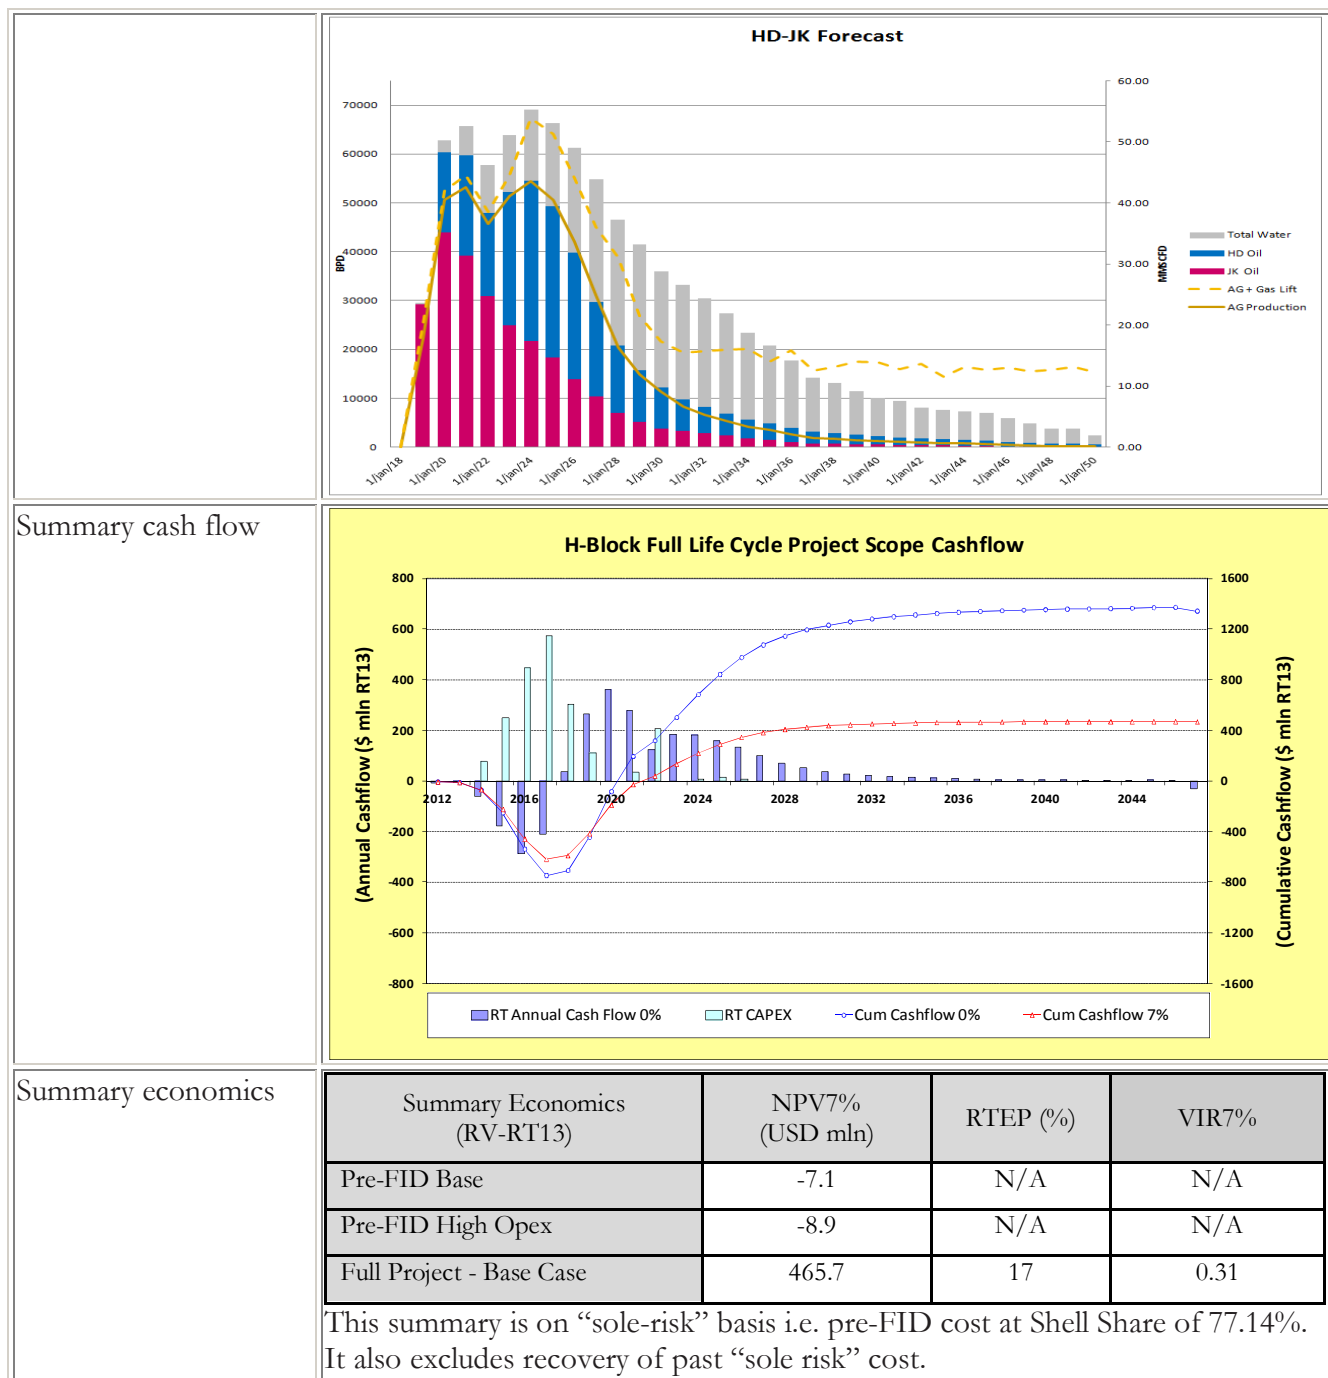 HD-JK Forecast
70000
60000
50000
40000
30000
20000
10000
0
BPD
60.00
50.00
40.00
30.00
20.00
10.00
0.00
MMSCFD
Total Water
HD Oil
JK Oil
AG + Gas Lift
AG Production
1/jan/18
1/jan/20
1/jan/22
1/jan/24
1/jan/26
1/jan/28
1/jan/30
1/jan/32
1/jan/34
1/jan/36
1/jan/38
1/jan/40
1/jan/42
1/jan/44
1/jan/46
1/jan/48
1/jan/50
Summary cash flow
H-Block Full Life Cycle Project Scope Cashflow
800
600
400
200
0
-200
-400
-600
-800
(Annual Cashflow ($ mln RT13)
1600
1200
800
400
0
-400
-800
-1200
-1600
(Cumulative Cashflow ($ mln RT13)
2012
2016
2020
2024
2028
2032
2036
2040
2044
RT Annual Cash Flow 0%
RT CAPEX
Cum Cashflow 0%
Cum Cashflow 7%
Summary economics
Summary Economics
(RV-RT13)
NPV7%
(USD mln)
RTEP (%)
VIR7%
Pre-FID Base
-7.1
N/A
N/A
Pre-FID High Opex
-8.9
N/A
N/A
Full Project - Base Case
465.7
17
0.31
This summary is on “sole-risk” basis i.e. pre-FID cost at Shell Share of 77.14%.
It also excludes recovery of past “sole risk” cost.